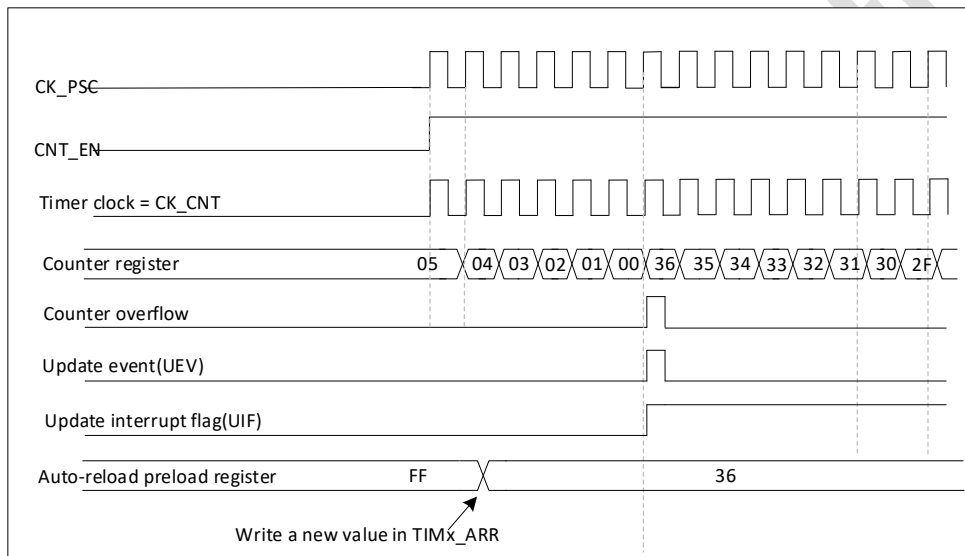 CK_PSC
CNT_EN
Timer clock = CK_CNT
Counter register 05 04 03 02 01 00 36 35 34 33 32 31 30 2F
Counter overflow
Update event(UEV)
Update interrupt flag(UIF)
Auto-reload preload register FF 36
Write a new value in TIMx_ARR